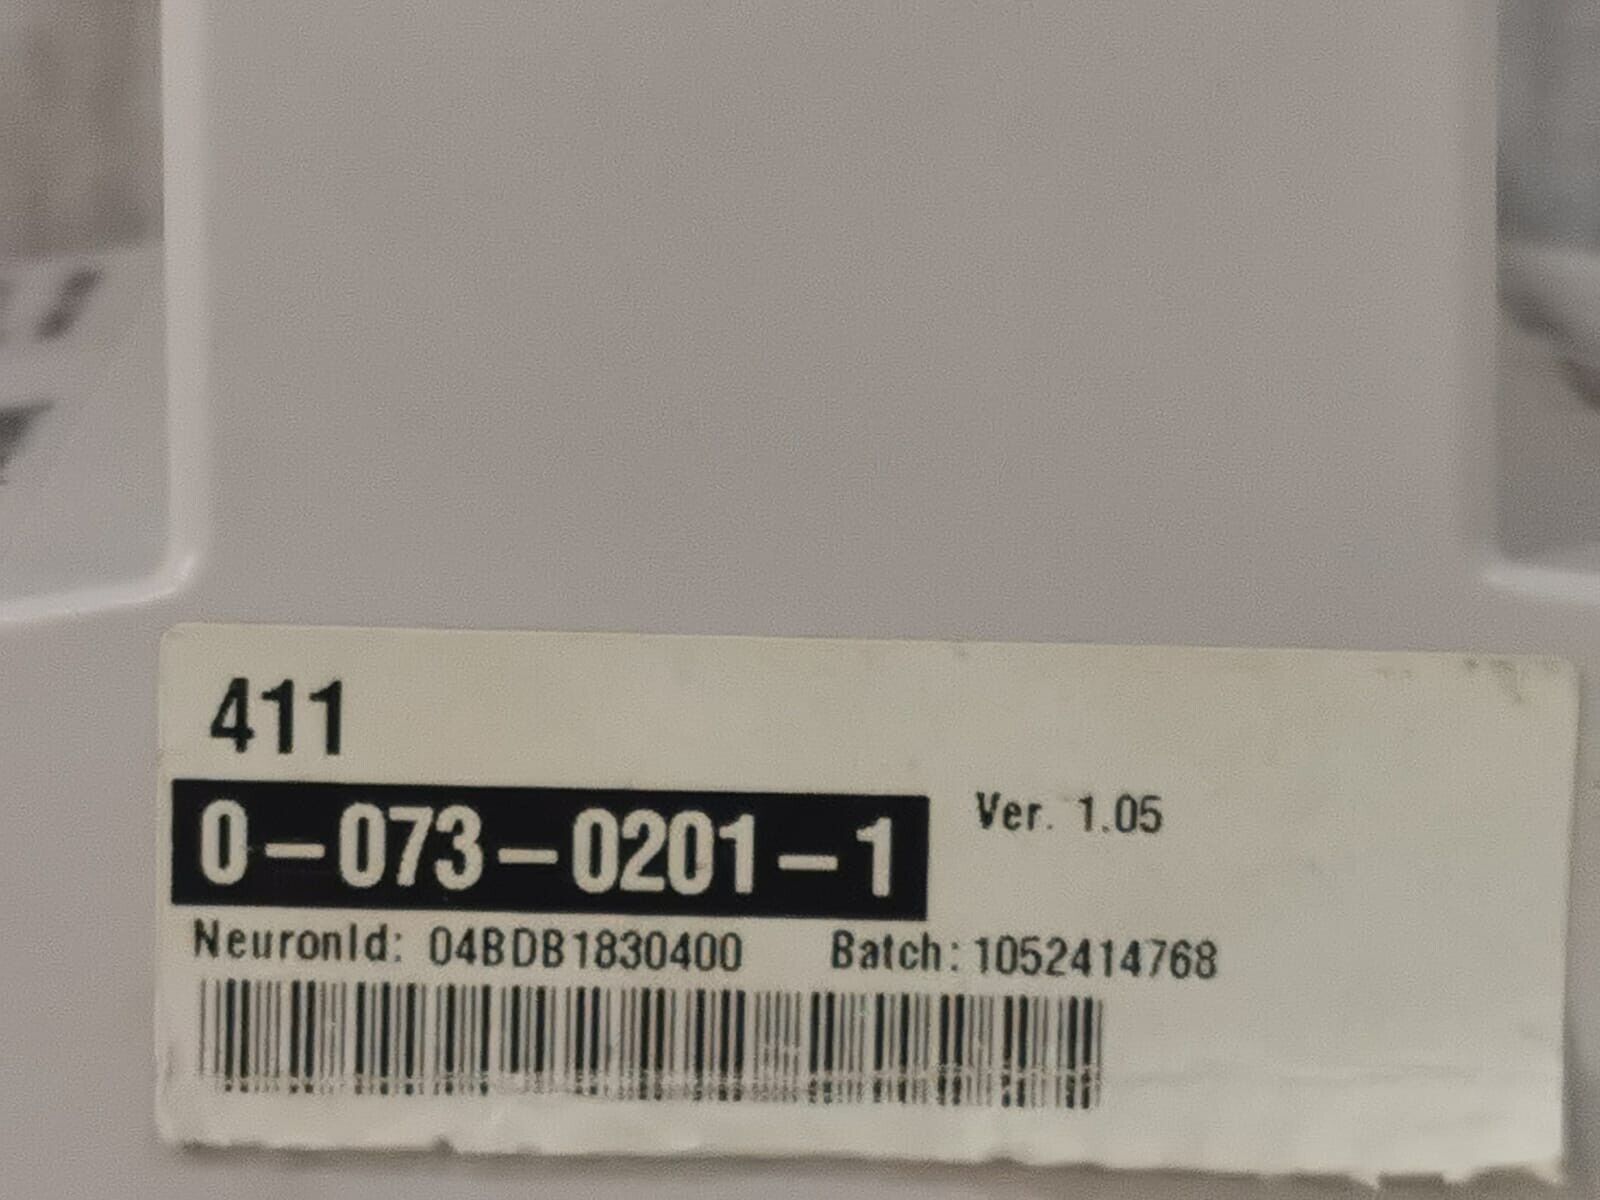 411
0-073-0201-1
Ver. 1.05
NeuronId: 04BDB1830400 Batch: 1052414768